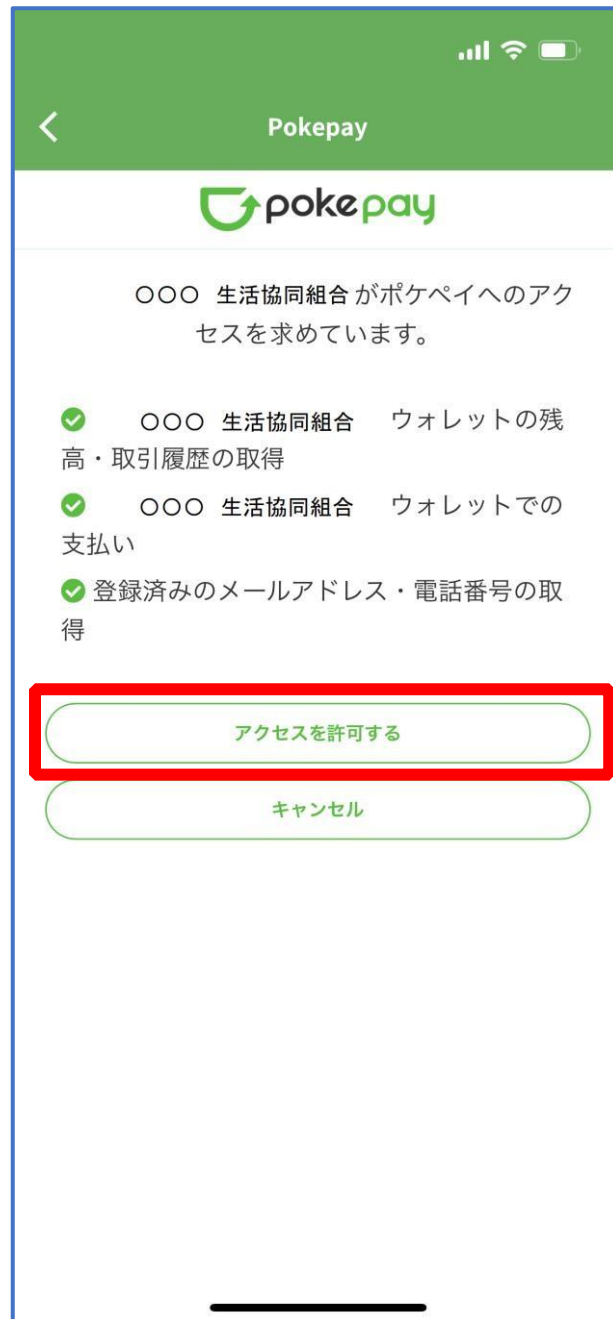 Pokepay
pokepay
〇〇〇 生活協同組合 がポケペイへのアク
セスを求めています。
〇〇〇 生活協同組合 ウォレットの残
高・取引履歴の取得
〇〇〇 生活協同組合 ウォレットでの
支払い
登録済みのメールアドレス・電話番号の取
得
アクセスを許可する
キャンセル